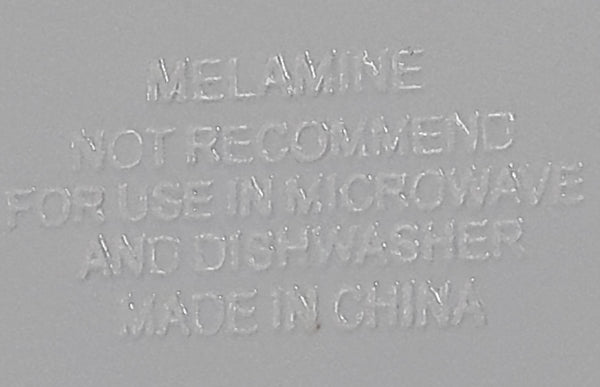 MELAMINE
NOT RECOMMEND
FOR USE IN MICROWAVE
AND DISHWASHER
MADE IN CHINA